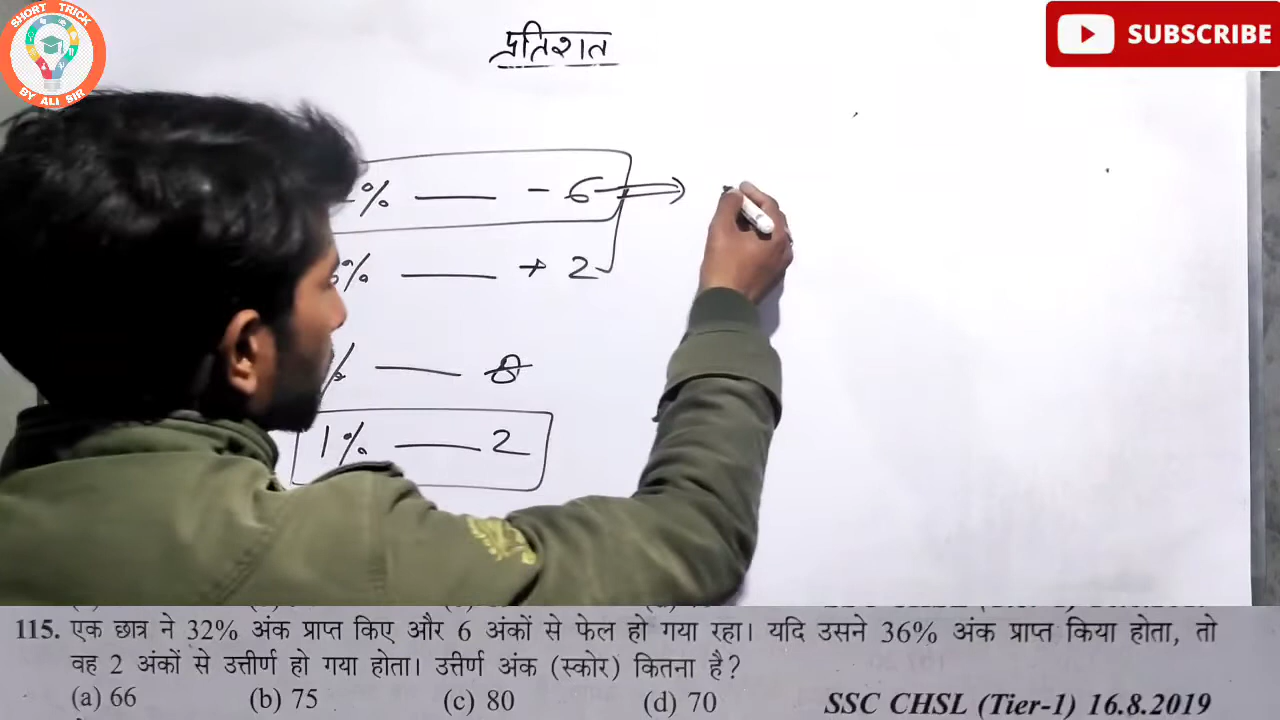 SHORT TRICK
BY ALI SIR
SUBSCRIBE
प्रतिशत
% — - 6
% — + 2
% — 8
1% — 2
115. एक छात्र ने 32% अंक प्राप्त किए और 6 अंकों से फेल हो गया रहा। यदि उसने 36% अंक प्राप्त किया होता, तो
वह 2 अंकों से उत्तीर्ण हो गया होता। उत्तीर्ण अंक (स्कोर) कितना है?
(a) 66 (b) 75 (c) 80 (d) 70 SSC CHSL (Tier-1) 16.8.2019